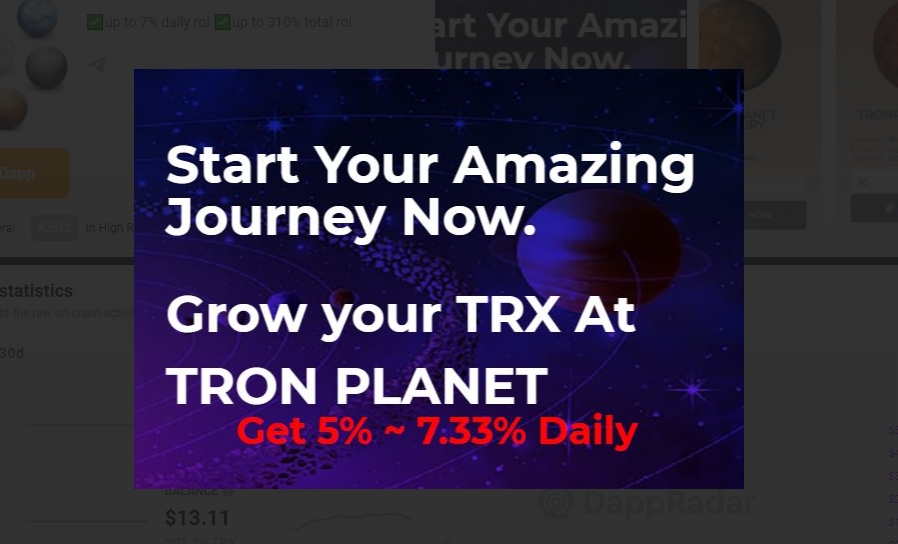 up to 7% daily roi up to 310% total roi
art Your Amazi
urney Now.
Start Your Amazing
Journey Now.
Grow your TRX At
TRON PLANET
Get 5% ~ 7.33% Daily
Dapp
NOW
In High R
statistics
30d
BALANCE
$13.11
DappRadar